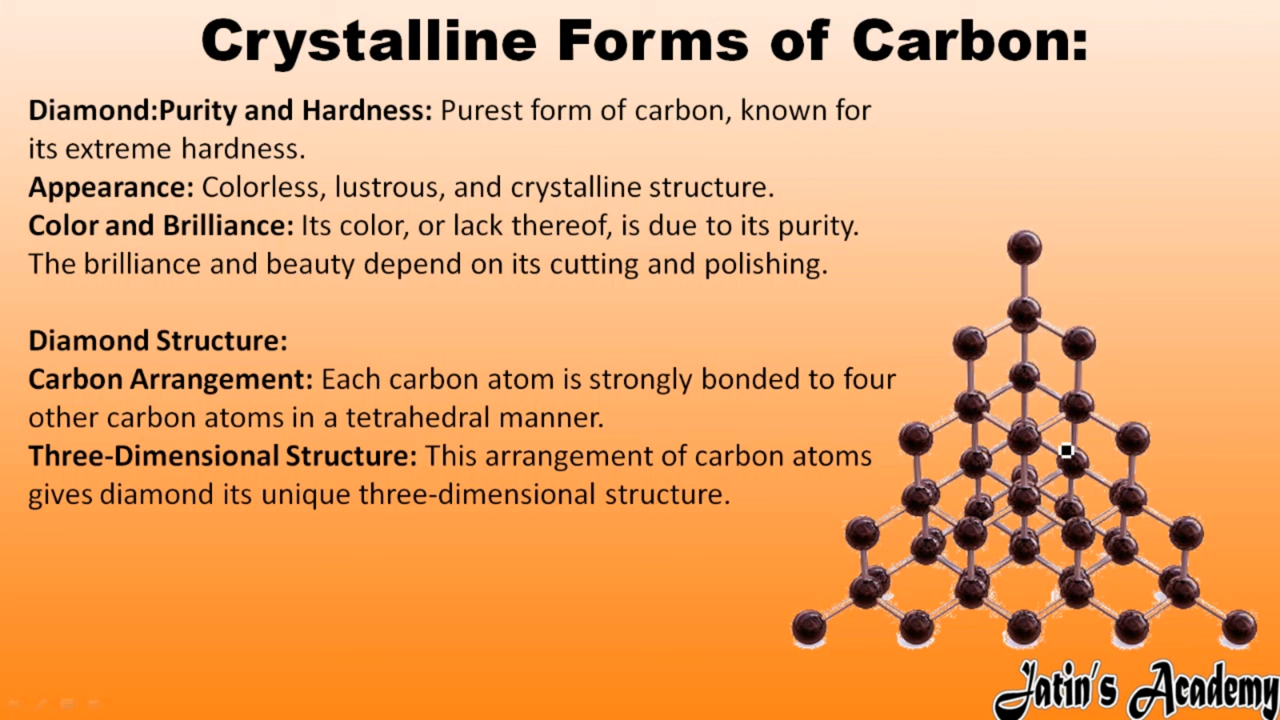 Crystalline Forms of Carbon:
Diamond:Purity and Hardness: Purest form of carbon, known for
its extreme hardness.
Appearance: Colorless, lustrous, and crystalline structure.
Color and Brilliance: Its color, or lack thereof, is due to its purity.
The brilliance and beauty depend on its cutting and polishing.
Diamond Structure:
Carbon Arrangement: Each carbon atom is strongly bonded to four
other carbon atoms in a tetrahedral manner.
Three-Dimensional Structure: This arrangement of carbon atoms
gives diamond its unique three-dimensional structure.
Jatin's Academy